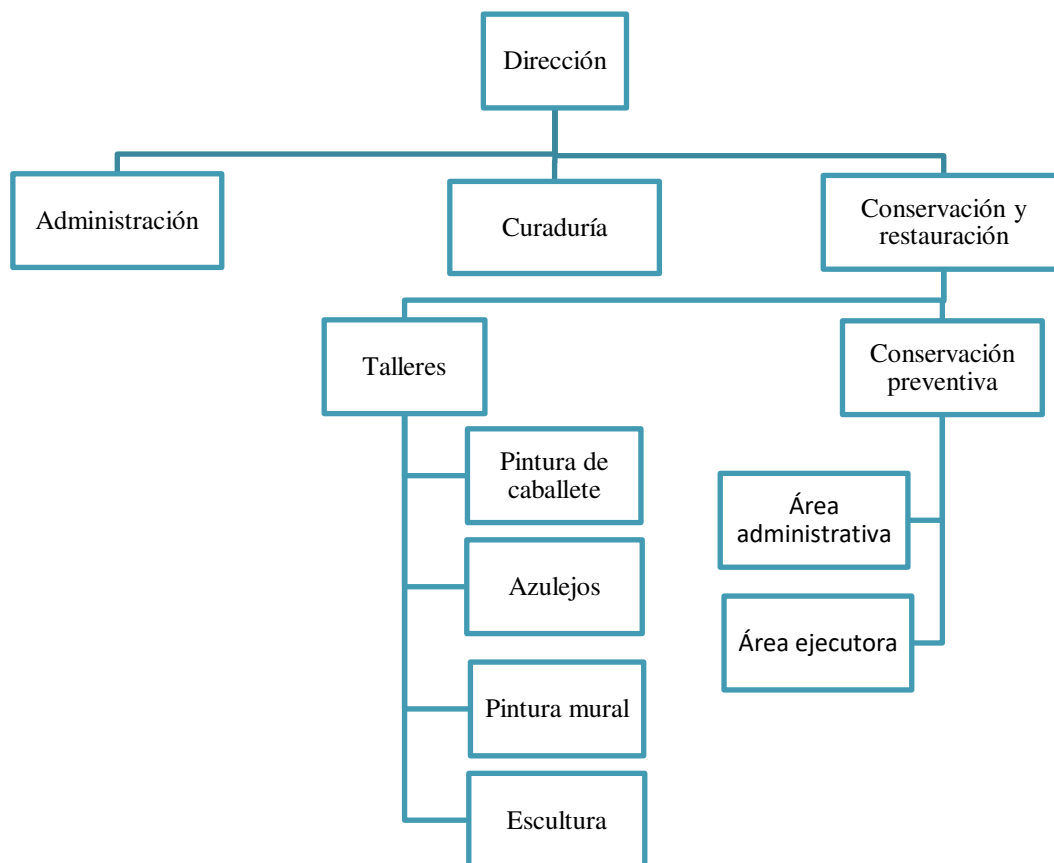 Dirección
Administración
Curaduría
Conservación y
restauración
Talleres
Conservación
preventiva
Pintura de
caballete
Azulejos
Pintura mural
Escultura
Área
administrativa
Área ejecutora